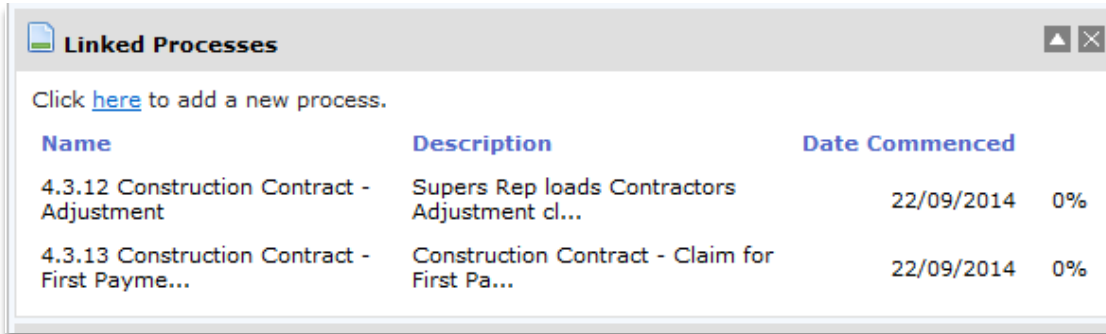 Linked Processes
Click here to add a new process.
Name Description Date Commenced
4.3.12 Construction Contract - Supers Rep loads Contractors
Adjustment Adjustment cl... 22/09/2014 0%
4.3.13 Construction Contract - Construction Contract - Claim for
First Payme... First Pa... 22/09/2014 0%